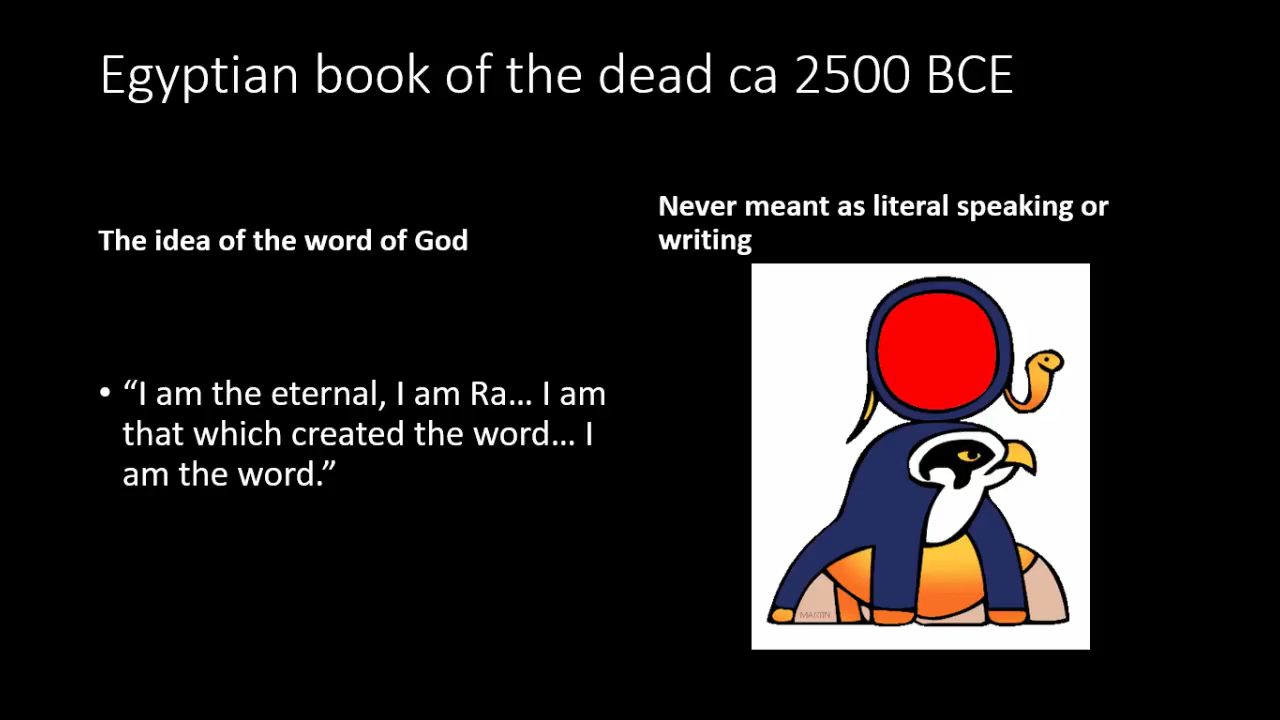 Egyptian book of the dead ca 2500 BCE
The idea of the word of God
• “I am the eternal, I am Ra… I am
that which created the word… I
am the word.”
Never meant as literal speaking or
writing
MARTIN